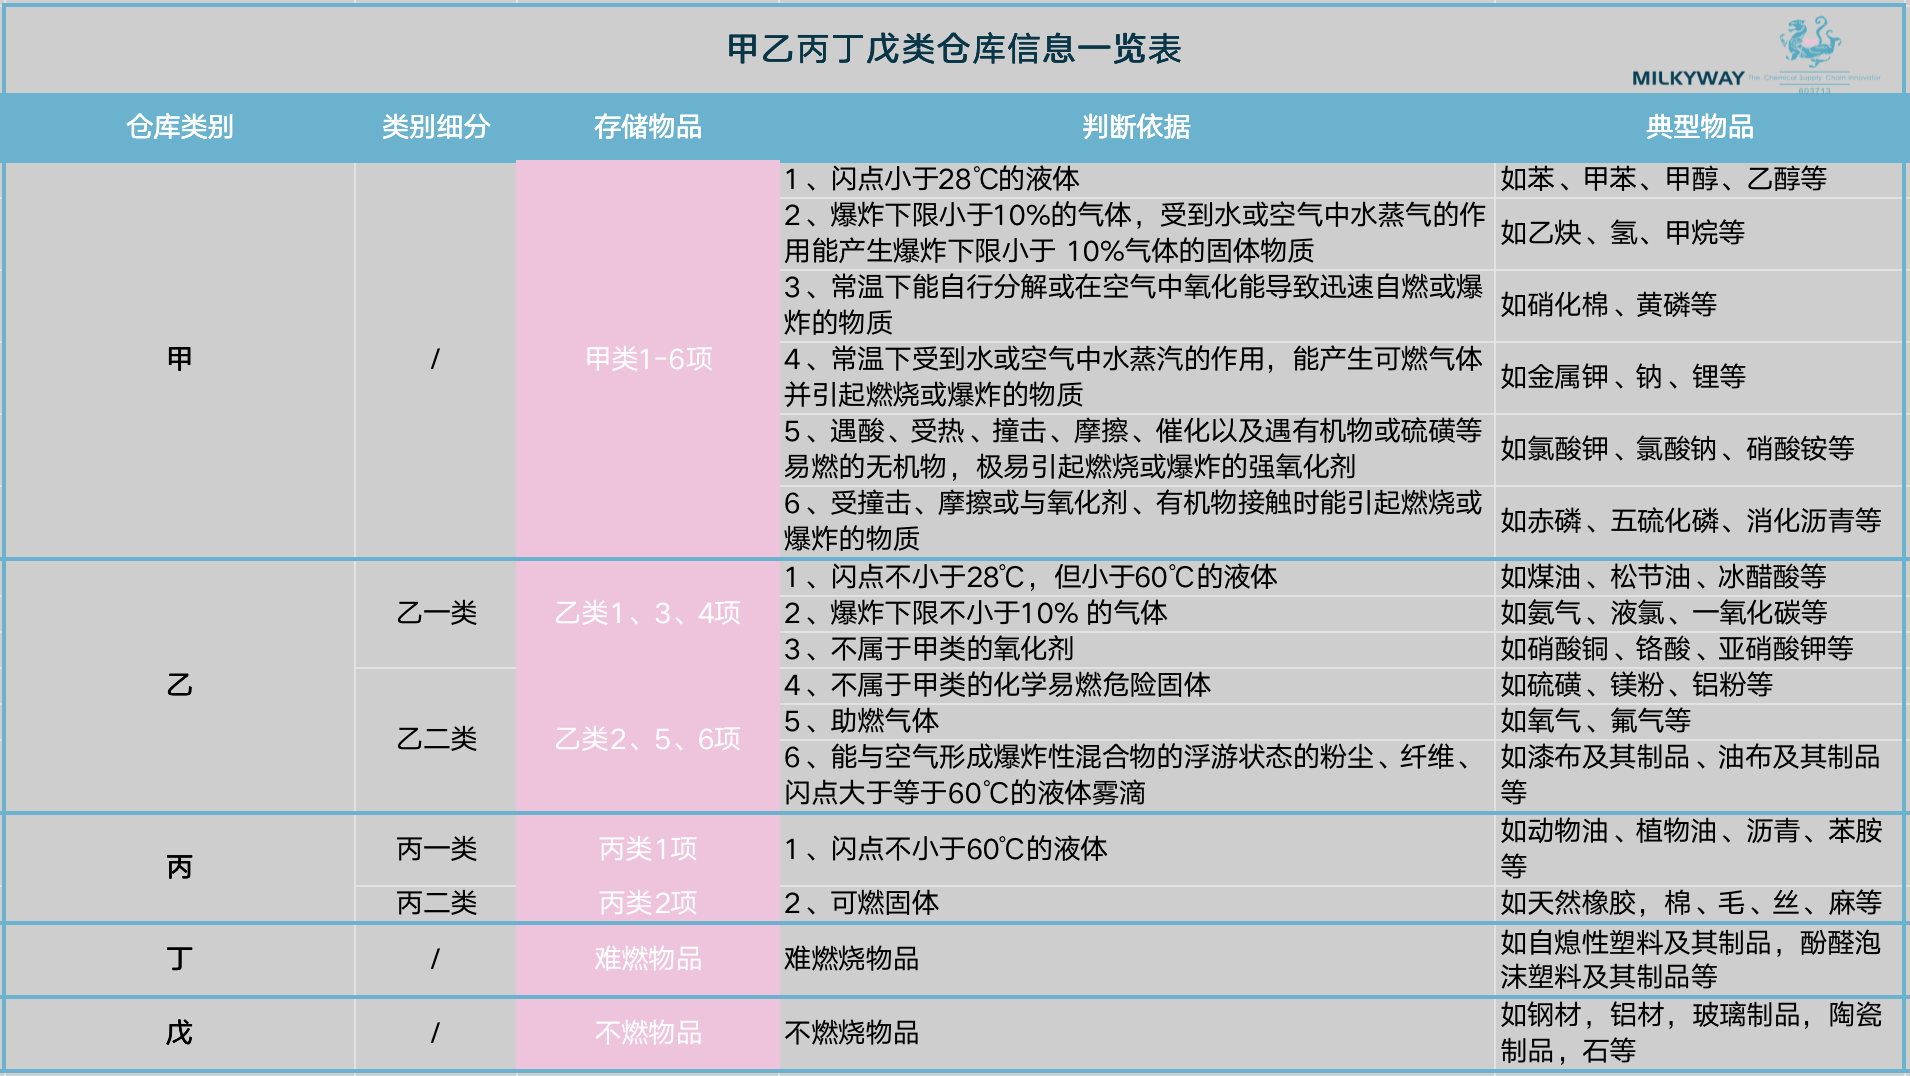 甲乙丙丁戊类仓库信息一览表
MILKYWAY The Chemical Supply Chain Innovator
603713
仓库类别 类别细分 存储物品 判断依据 典型物品
甲 / 甲类1-6项
1、闪点小于28℃的液体 如苯、甲苯、甲醇、乙醇等
2、爆炸下限小于10%的气体，受到水或空气中水蒸气的作
用能产生爆炸下限小于 10%气体的固体物质
如乙炔、氢、甲烷等
3、常温下能自行分解或在空气中氧化能导致迅速自燃或爆
炸的物质
如硝化棉、黄磷等
4、常温下受到水或空气中水蒸汽的作用，能产生可燃气体
并引起燃烧或爆炸的物质
如金属钾、钠、锂等
5、遇酸、受热、撞击、摩擦、催化以及遇有机物或硫磺等
易燃的无机物，极易引起燃烧或爆炸的强氧化剂
如氯酸钾、氯酸钠、硝酸铵等
6、受撞击、摩擦或与氧化剂、有机物接触时能引起燃烧或
爆炸的物质
如赤磷、五硫化磷、消化沥青等
乙
乙一类 乙类1、3、4项
1、闪点不小于28℃，但小于60℃的液体 如煤油、松节油、冰醋酸等
2、爆炸下限不小于10% 的气体 如氨气、液氯、一氧化碳等
3、不属于甲类的氧化剂 如硝酸铜、铬酸、亚硝酸钾等
乙二类 乙类2、5、6项
4、不属于甲类的化学易燃危险固体 如硫磺、镁粉、铝粉等
5、助燃气体 如氧气、氟气等
6、能与空气形成爆炸性混合物的浮游状态的粉尘、纤维、
闪点大于等于60℃的液体雾滴
如漆布及其制品、油布及其制品
等
丙
丙一类 丙类1项 1、闪点不小于60℃的液体
如动物油、植物油、沥青、苯胺
等
丙二类 丙类2项 2、可燃固体 如天然橡胶，棉、毛、丝、麻等
丁 / 难燃物品 难燃烧物品
如自熄性塑料及其制品，酚醛泡
沫塑料及其制品等
戊 / 不燃物品 不燃烧物品
如钢材，铝材，玻璃制品，陶瓷
制品，石等